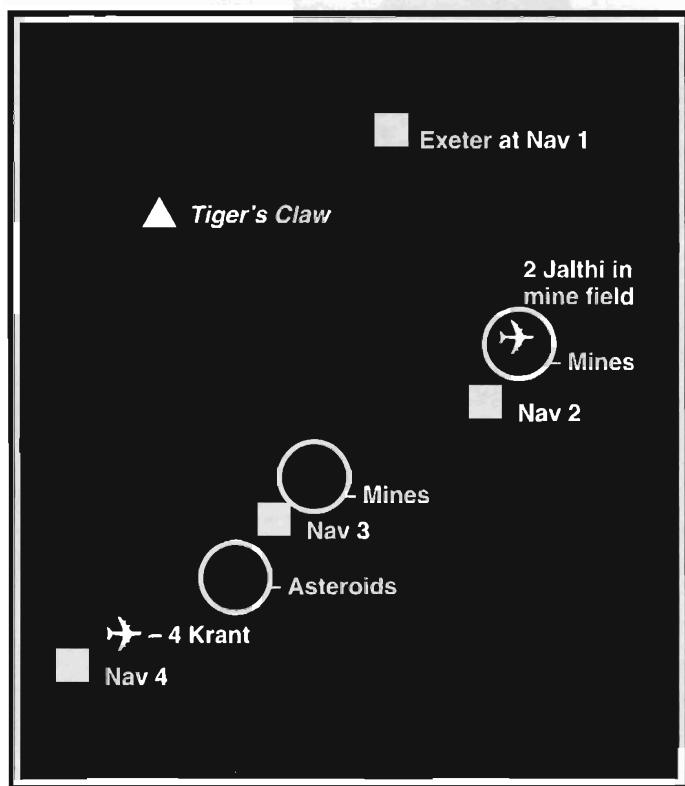 Exeter at Nav 1
Tiger's Claw
2 Jalthi in
mine field
Mines
Nav 2
Mines
Nav 3
Asteroids
– 4 Krant
Nav 4